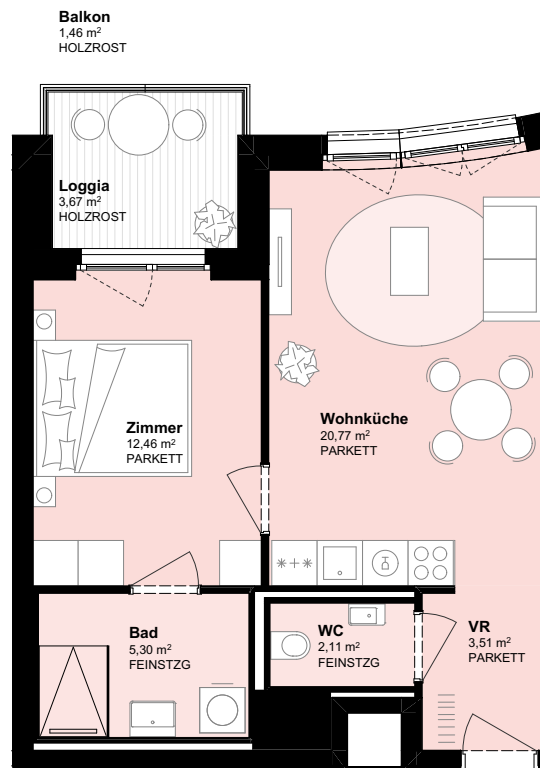 Balkon
1,46 m²
HOLZROST
Loggia
3,67 m²
HOLZROST
Zimmer
12,46 m²
PARKETT
Wohnküche
20,77 m²
PARKETT
Bad
5,30 m²
FEINSTZG
WC
2,11 m²
FEINSTZG
VR
3,51 m²
PARKETT